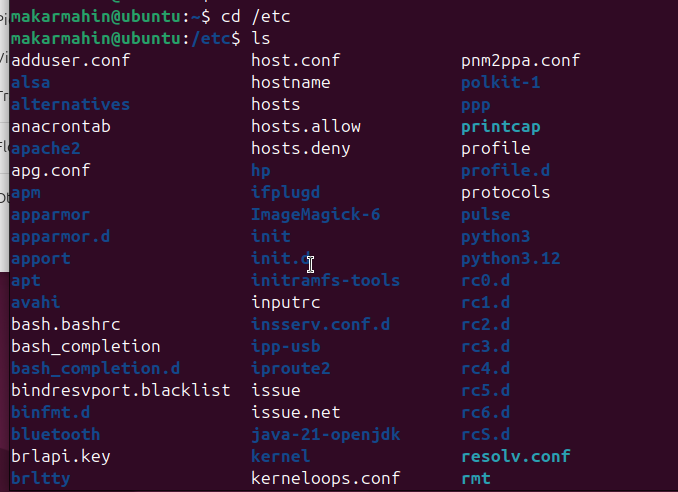 makarmahin@ubuntu:~$ cd /etc
makarmahin@ubuntu:/etc$ ls
adduser.conf host.conf pnm2ppa.conf
alsa hostname polkit-1
alternatives hosts ppp
anacrontab hosts.allow printcap
apache2 hosts.deny profile
apg.conf hp profile.d
apm ifplugd protocols
apparmor ImageMagick-6 pulse
apparmor.d init python3
apport init.d python3.12
apt initramfs-tools rc0.d
avahi inputrc rc1.d
bash.bashrc insserv.conf.d rc2.d
bash_completion ipp-usb rc3.d
bash_completion.d iproute2 rc4.d
bindresvport.blacklist issue rc5.d
binfmt.d issue.net rc6.d
bluetooth java-21-openjdk rcS.d
brlapi.key kernel resolv.conf
brltty kerneloops.conf rmt